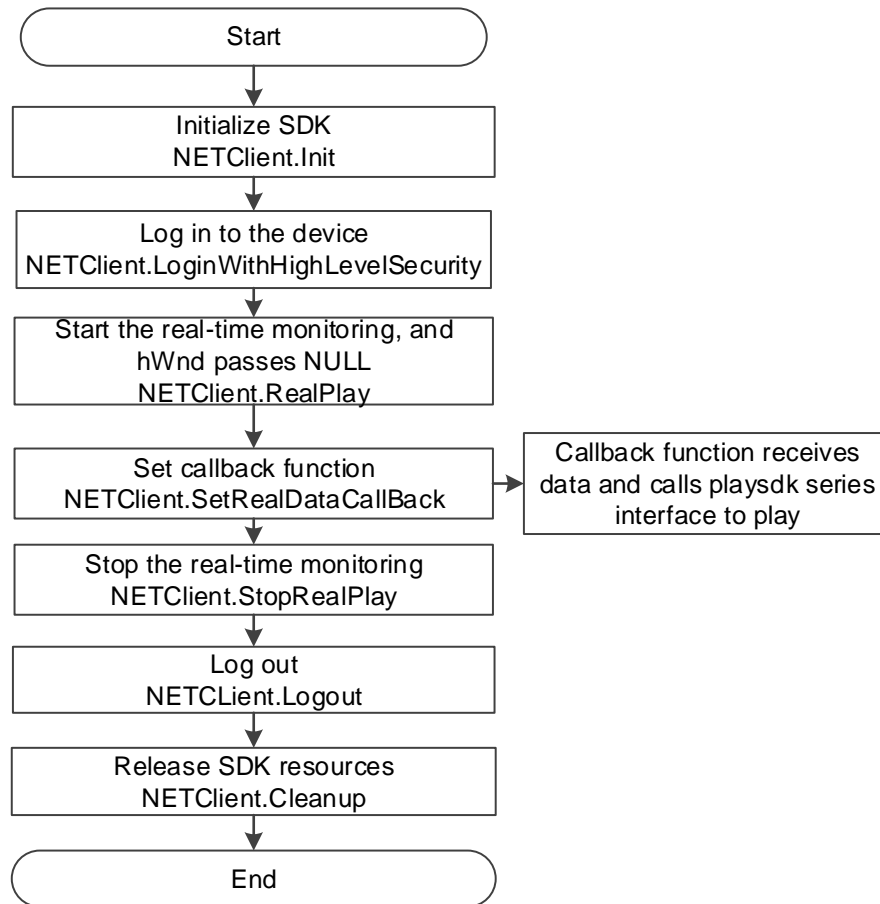 Start
Initialize SDK
NETClient.Init
Log in to the device
NETClient.LoginWithHighLevelSecurity
Start the real-time monitoring, and
hWnd passes NULL
NETClient.RealPlay
Set callback function
NETClient.SetRealDataCallBack
Callback function receives
data and calls playsdk series
interface to play
Stop the real-time monitoring
NETClient.StopRealPlay
Log out
NETCLient.Logout
Release SDK resources
NETClient.Cleanup
End